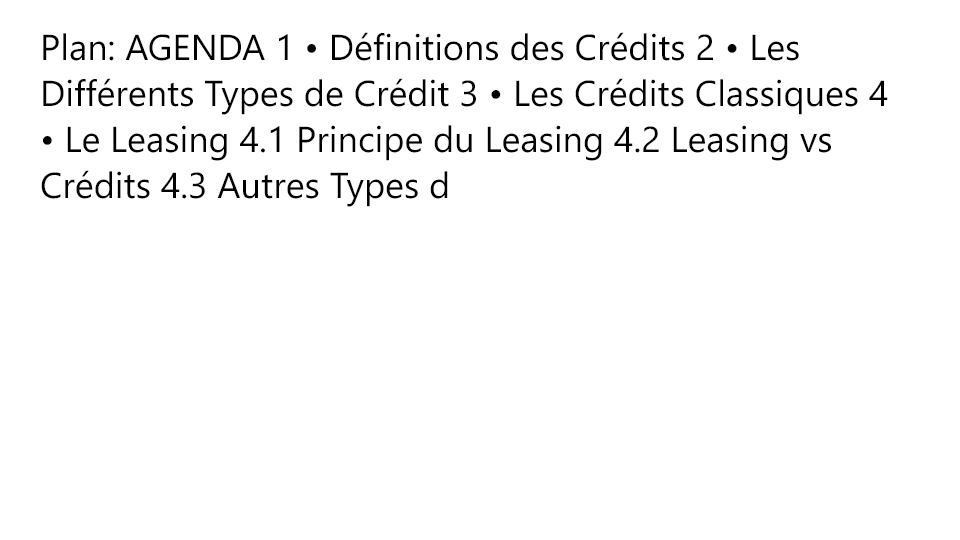 Plan: AGENDA 1 • Définitions des Crédits 2 • Les
Différents Types de Crédit 3 • Les Crédits Classiques 4
• Le Leasing 4.1 Principe du Leasing 4.2 Leasing vs
Crédits 4.3 Autres Types d